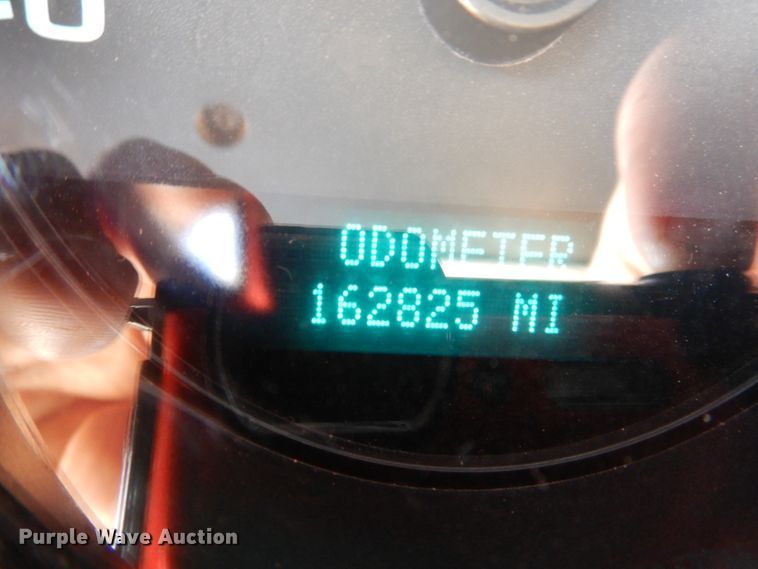 ODOMETER
162825 MI
Purple Wave Auction